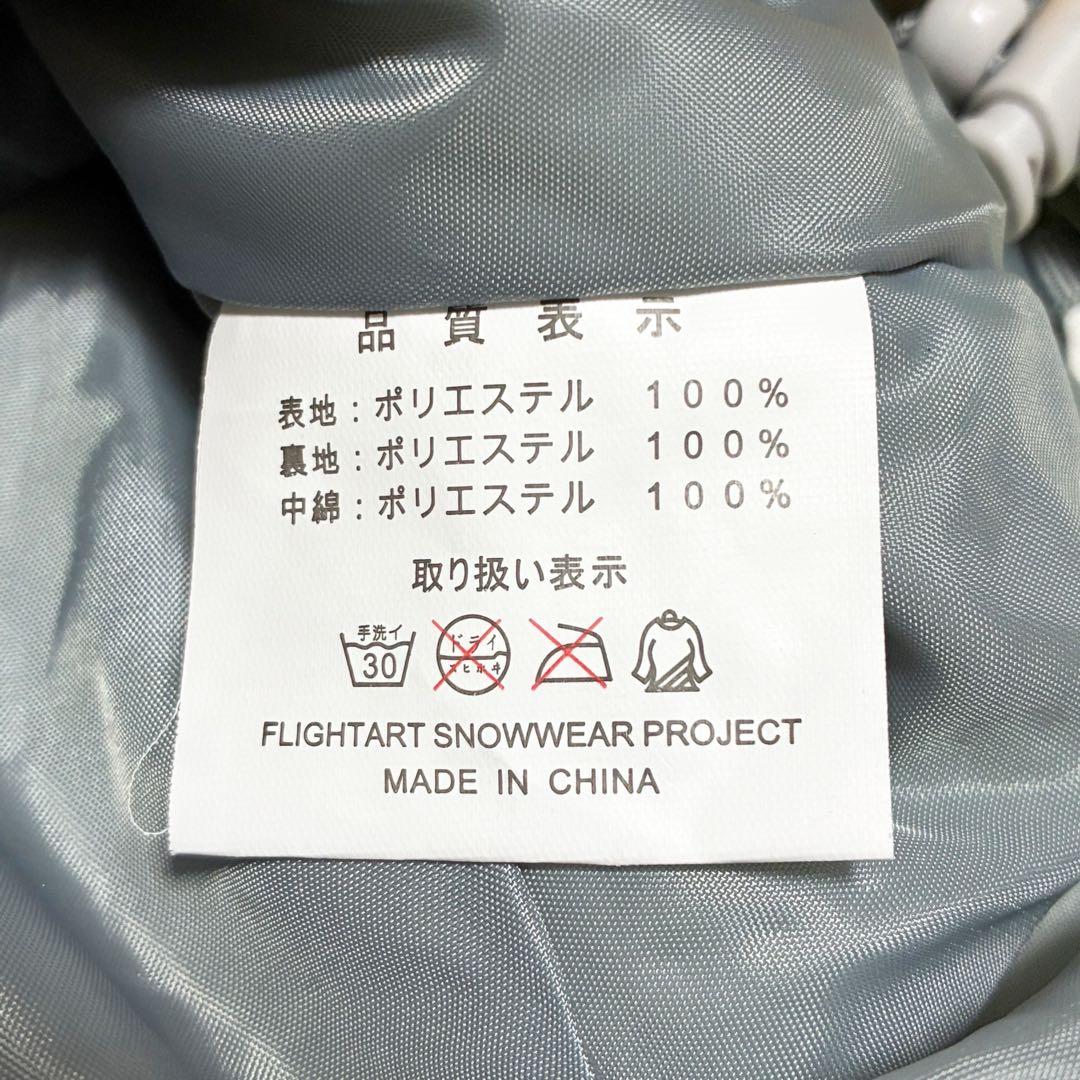 品質表示
表地：ポリエステル　１００％
裏地：ポリエステル　１００％
中綿：ポリエステル　１００％
取り扱い表示
手洗イ
30
ドライ
FLIGHTART SNOWWEAR PROJECT
MADE IN CHINA